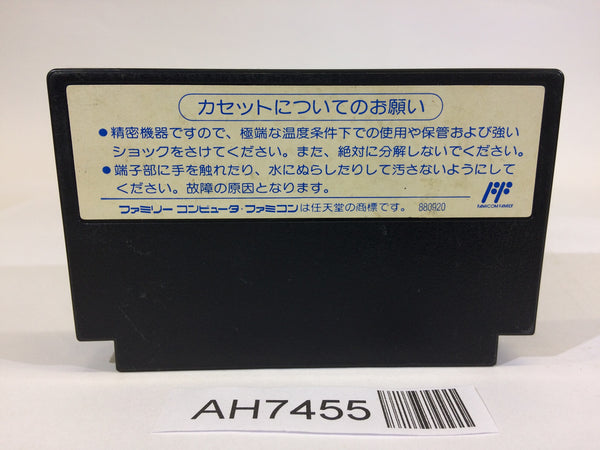 カセットについてのお願い
●精密機器ですので、極端な温度条件下での使用や保管および強い
ショックをさけてください。また、絶対に分解しないでください。
●端子部に手を触れたり、水にぬらしたりして汚さないようにして
ください。故障の原因となります。
ファミリーコンピュータ・ファミコンは任天堂の商標です。 880920
FAMICOM FAMILY
AH7455